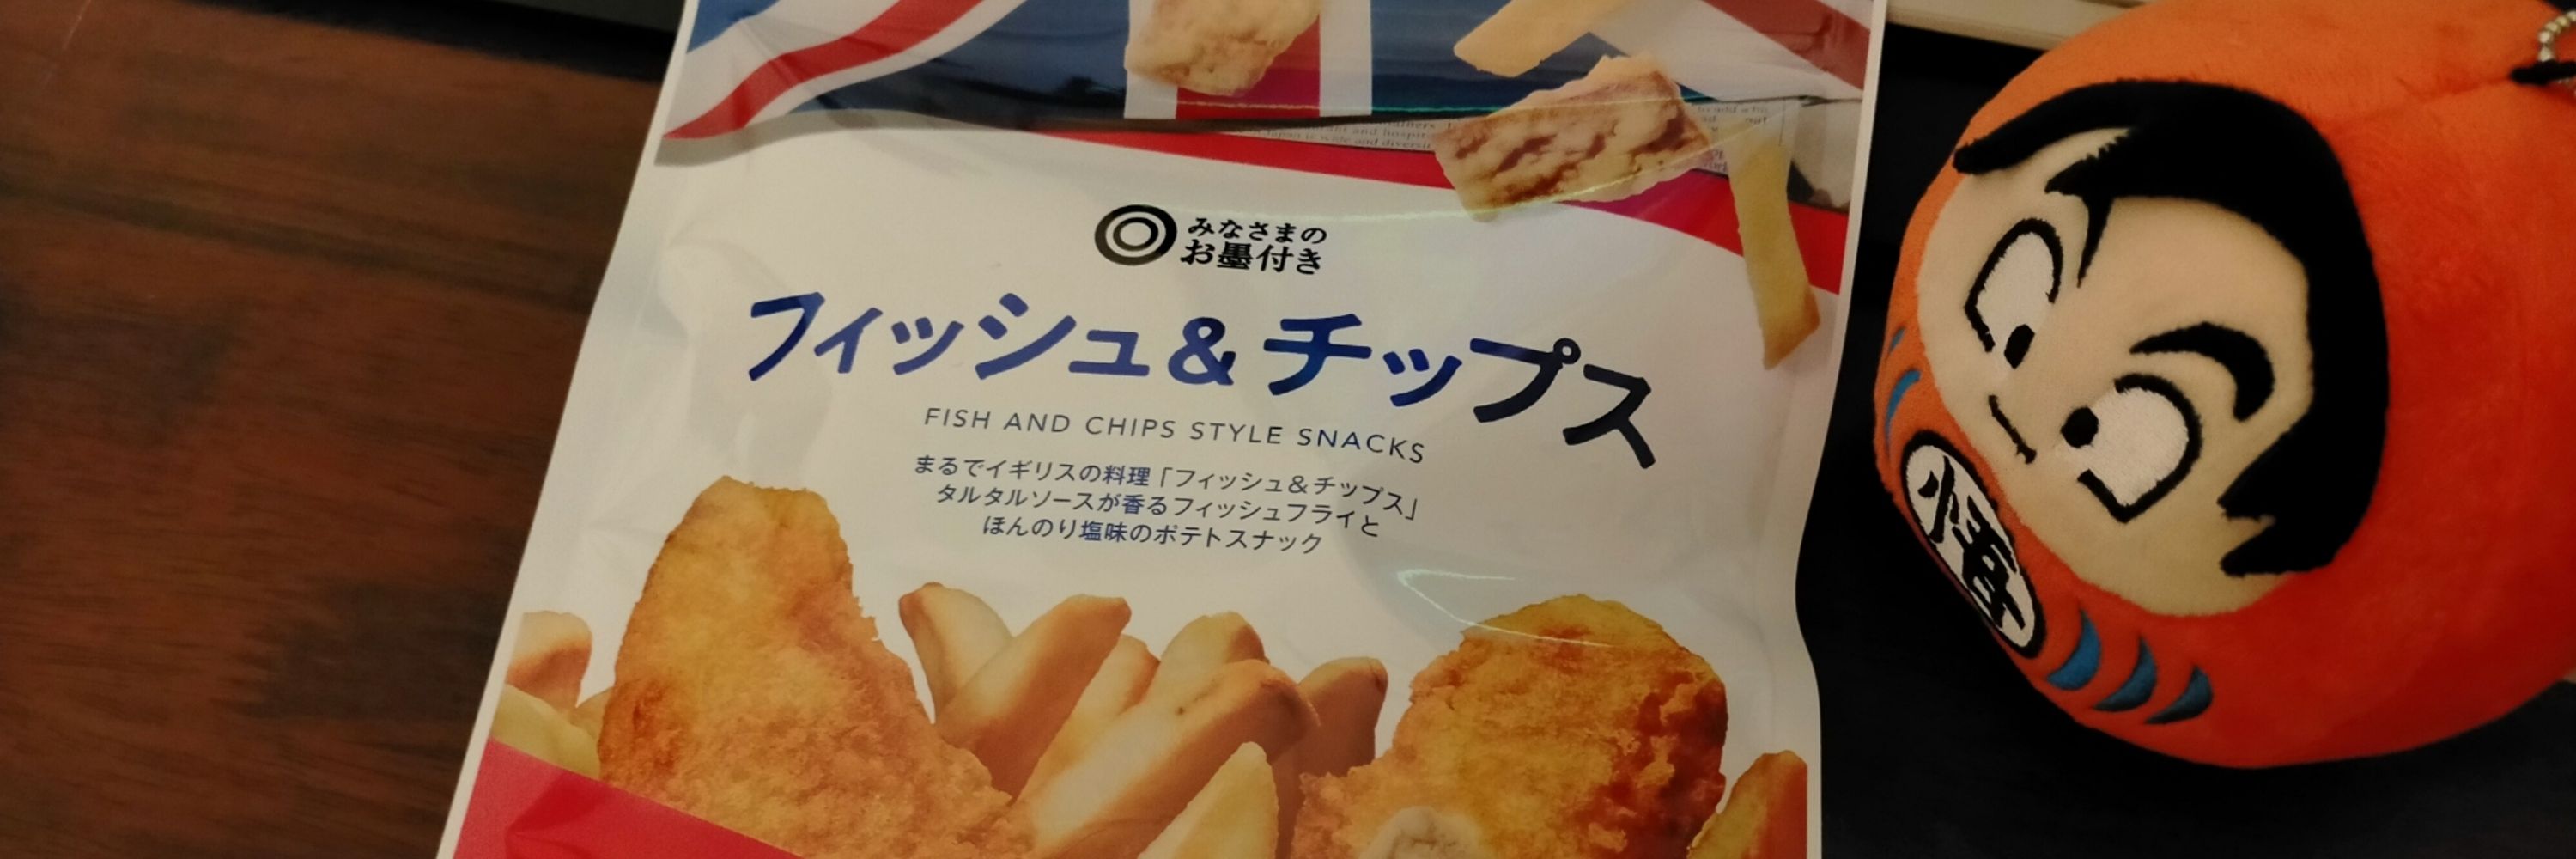 みなさまの
お墨付き
フィッシュ&チップス
FISH AND CHIPS STYLE SNACKS
まるでイギリスの料理「フィッシュ&チップス」
タルタルソースが香るフィッシュフライと
ほんのり塩味のポテトスナック
悟